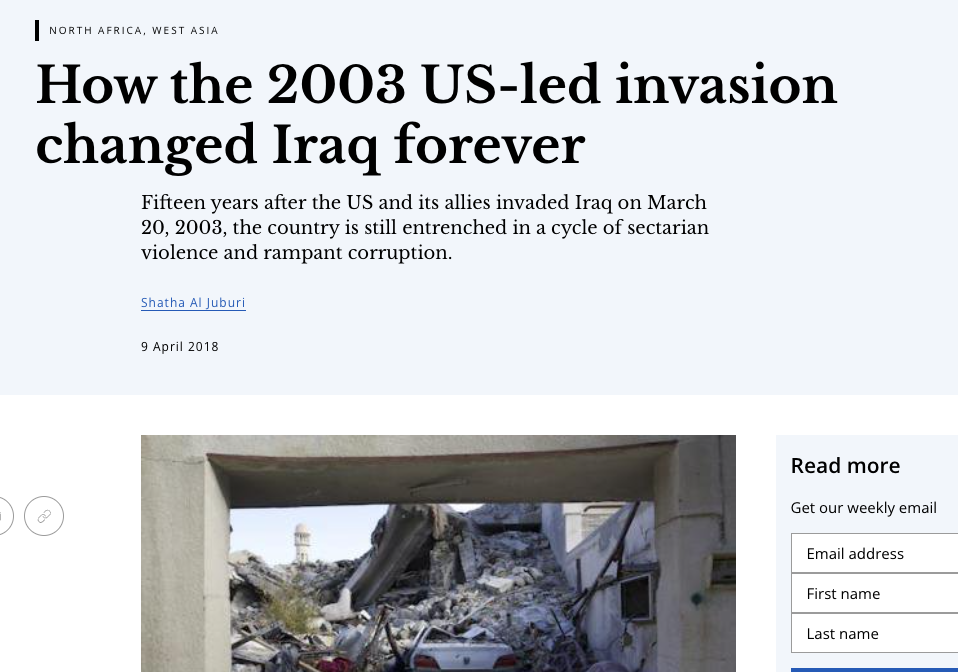 NORTH AFRICA, WEST ASIA
How the 2003 US-led invasion
changed Iraq forever
Fifteen years after the US and its allies invaded Iraq on March
20, 2003, the country is still entrenched in a cycle of sectarian
violence and rampant corruption.
Shatha Al Juburi
9 April 2018
Read more
Get our weekly email
Email address
First name
Last name